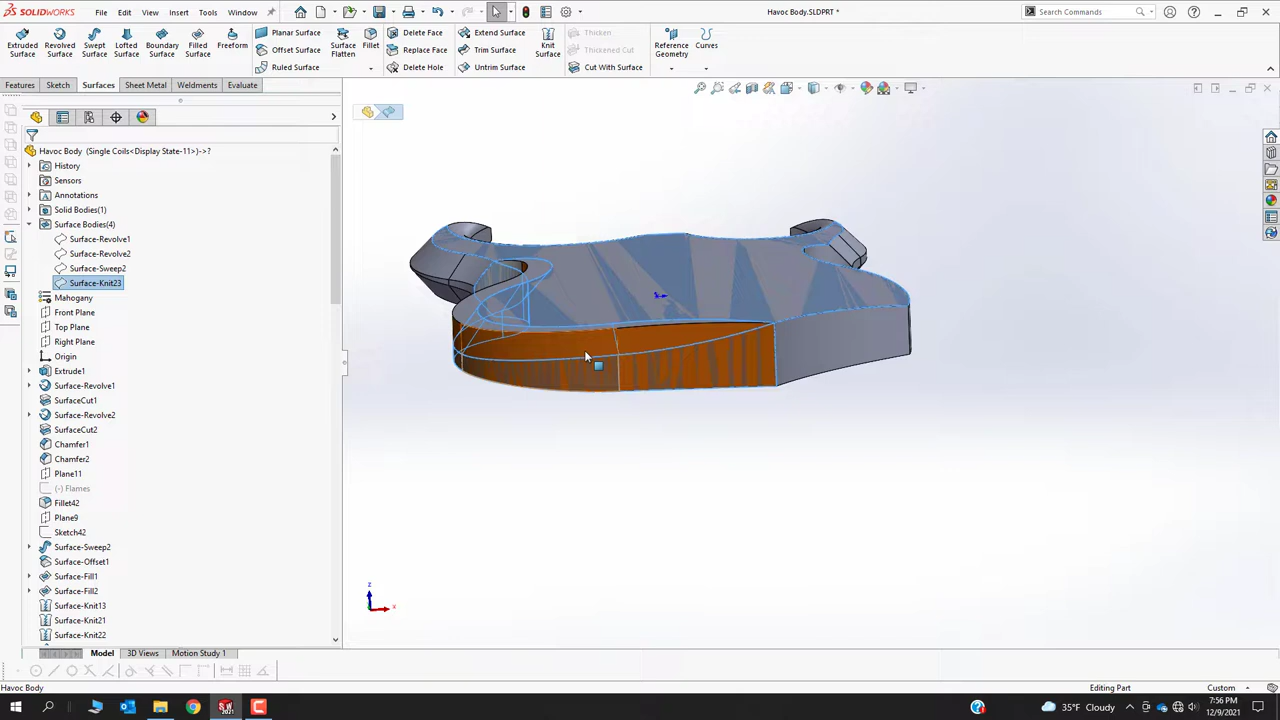 SOLIDWORKS File Edit View Insert Tools Window Havoc Body.SLDPRT * Search Commands
Extruded Surface Revolved Surface Swept Surface Lofted Surface Boundary Surface Filled Surface Freeform Planar Surface Offset Surface Ruled Surface Surface Flatten Fillet Delete Face Replace Face Delete Hole Extend Surface Trim Surface Untrim Surface Knit Surface Thicken Thickened Cut Cut With Surface Reference Geometry Curves
Features Sketch Surfaces Sheet Metal Weldments Evaluate
Havoc Body (Single Coils<Display State-11>)->?
History
Sensors
Annotations
Solid Bodies(1)
Surface Bodies(4)
Surface-Revolve1
Surface-Revolve2
Surface-Sweep2
Surface-Knit23
Mahogany
Front Plane
Top Plane
Right Plane
Origin
Extrude1
Surface-Revolve1
SurfaceCut1
Surface-Revolve2
SurfaceCut2
Chamfer1
Chamfer2
Plane11
(-) Flames
Fillet42
Plane9
Sketch42
Surface-Sweep2
Surface-Offset1
Surface-Fill1
Surface-Fill2
Surface-Knit13
Surface-Knit21
Surface-Knit22
z
x
Model 3D Views Motion Study 1
Havoc Body Editing Part Custom
35°F Cloudy 7:56 PM
12/9/2021